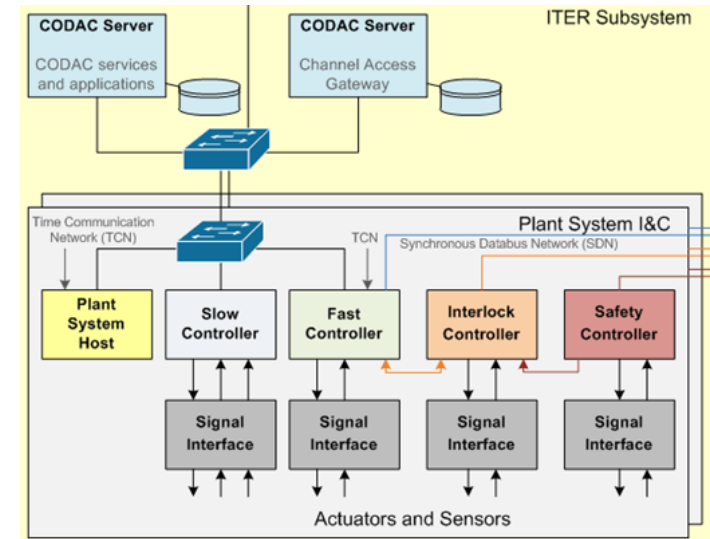 ITER Subsystem
CODAC Server
CODAC services
and applications
CODAC Server
Channel Access
Gateway
Time Communication
Network (TCN)
TCN
Plant System I&C
Synchronous Databus Network (SDN)
Plant
System
Host
Slow
Controller
Fast
Controller
Interlock
Controller
Safety
Controller
Signal
Interface
Signal
Interface
Signal
Interface
Signal
Interface
Actuators and Sensors